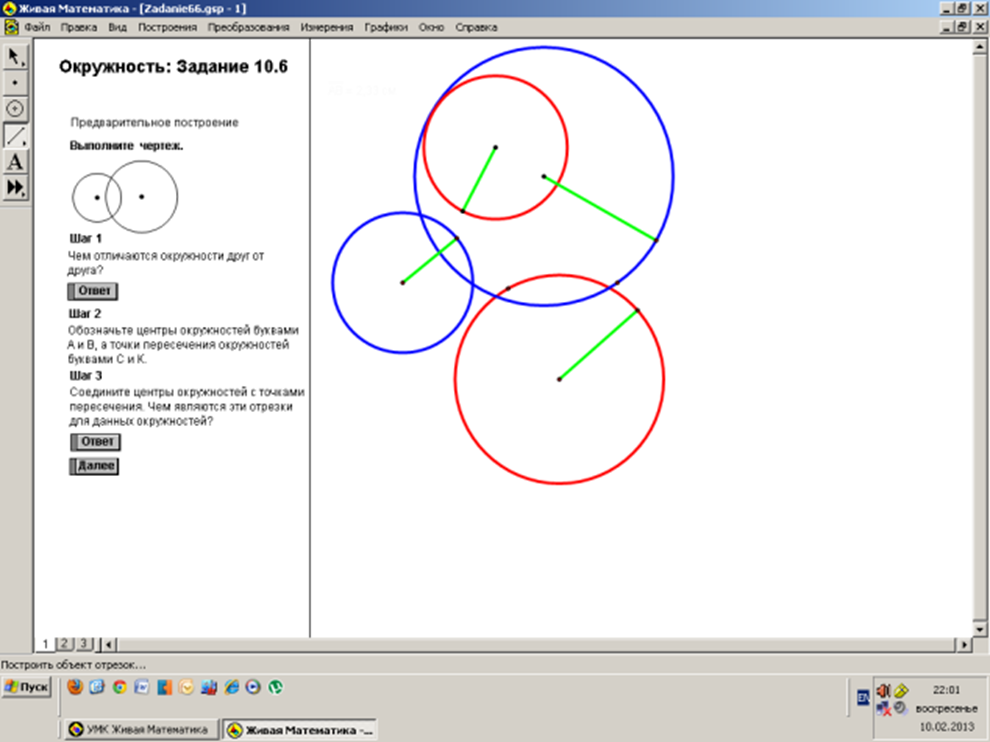 Живая Математика - [Zadanie66.gsp - 1]
Файл Правка Вид Построения Преобразования Измерения Графики Окно Справка
Окружность: Задание 10.6
Предварительное построение
Выполните чертеж.
Шаг 1
Чем отличаются окружности друг от
друга?
Ответ
Шаг 2
Обозначьте центры окружностей буквами
А и В, а точки пересечения окружностей
буквами С и К.
Шаг 3
Соедините центры окружностей с точками
пересечения. Чем являются эти отрезки
для данных окружностей?
Ответ
Далее
A
1 2 3
Построить объект отрезок...
Пуск
EN
22:01
воскресенье
10.02.2013
УМК Живая Математика
Живая Математика -...